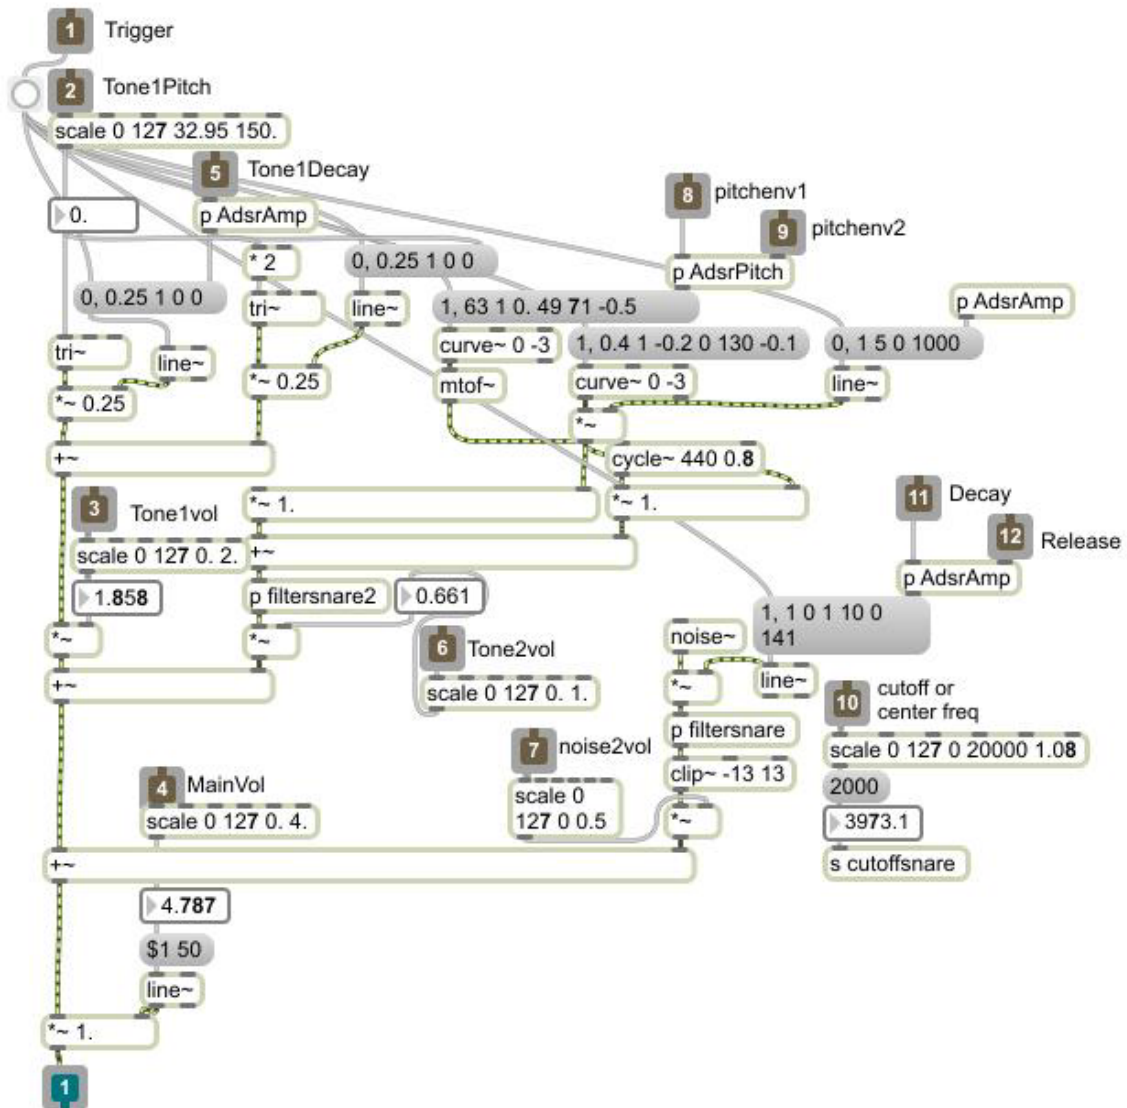 1 Trigger
2 Tone1Pitch
scale 0 127 32.95 150.
5 Tone1Decay
8 pitchenv1
0.
p AdsrAmp
9 pitchenv2
* 2
0, 0.25 1 0 0
p AdsrPitch
0, 0.25 1 0 0
tri~
line~
1, 63 1 0. 49 71 -0.5
p AdsrAmp
tri~
line~
curve~ 0 -3
1, 0.4 1 -0.2 0 130 -0.1
0, 1 5 0 1000
*~ 0.25
*~ 0.25
mtof~
curve~ 0 -3
line~
*~
+~
cycle~ 440 0.8
3 Tone1vol
*~ 1.
*~ 1.
11 Decay
12 Release
scale 0 127 0. 2.
+~
p AdsrAmp
1.858
p filtersnare2
0.661
1, 1 0 1 10 0
141
*~
*~
6 Tone2vol
noise~
+~
scale 0 127 0. 1.
*~
line~
10 cutoff or
center freq
7 noise2vol
p filtersnare
scale 0 127 0 20000 1.08
4 MainVol
scale 0
127 0 0.5
clip~ -13 13
2000
scale 0 127 0. 4.
*~
3973.1
+~
s cutoffsnare
4.787
$1 50
line~
*~ 1.
1